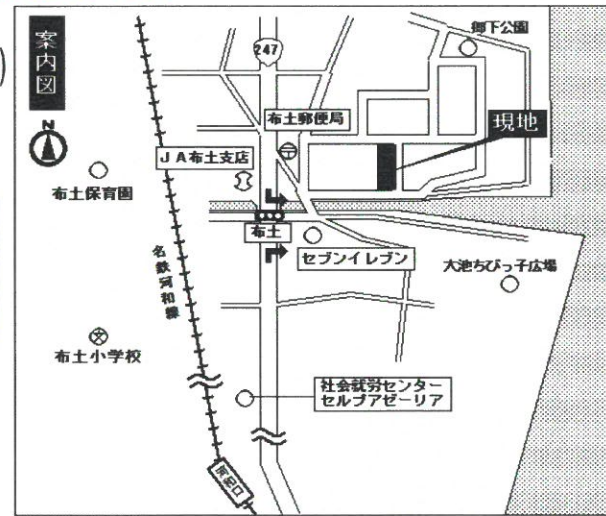 案内図
N
247
郷下公園
布土郵便局
現地
JA布土支店
布土保育園
布土
セブンイレブン
大池ちびっ子広場
名鉄河和線
文
布土小学校
社会就労センター
セルプアゼーリア
河和口